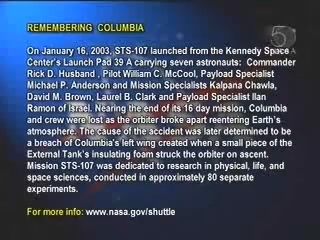 REMEMBERING COLUMBIA
On January 16, 2003, STS-107 launched from the Kennedy Space
Center's Launch Pad 39 A carrying seven astronauts: Commander
Rick D. Husband , Pilot William C. McCool, Payload Specialist
Michael P. Anderson and Mission Specialists Kalpana Chawla,
David M. Brown, Laurel B. Clark and Payload Specialist Ilan
Ramon of Israel. Nearing the end of its 16 day mission, Columbia
and crew were lost as the orbiter broke apart reentering Earth's
atmosphere. The cause of the accident was later determined to be
a breach of Columbia's left wing created when a small piece of the
External Tank's insulating foam struck the orbiter on ascent.
Mission STS-107 was dedicated to research in physical, life, and
space sciences, conducted in approximately 80 separate
experiments.
For more info: www.nasa.gov/shuttle